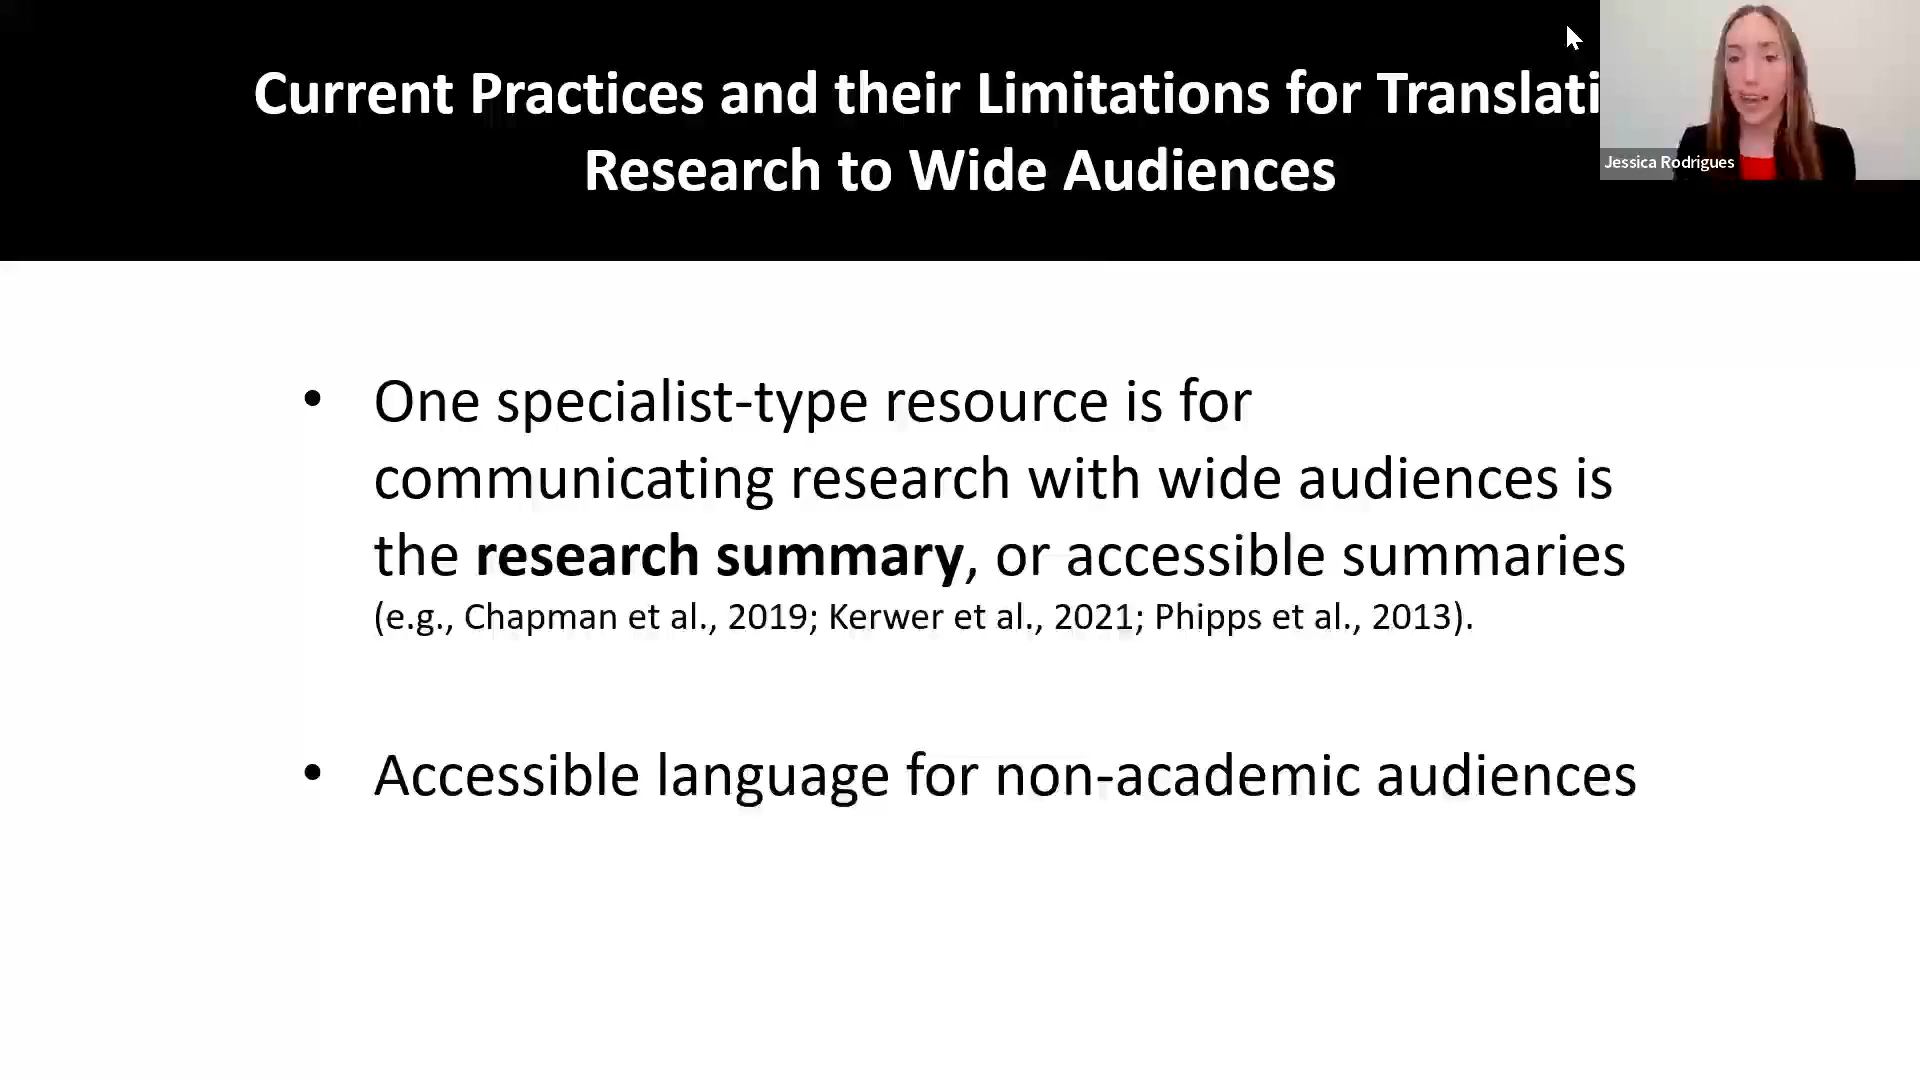 Current Practices and their Limitations for Translati
Research to Wide Audiences
Jessica Rodrigues
• One specialist-type resource is for
communicating research with wide audiences is
the research summary, or accessible summaries
(e.g., Chapman et al., 2019; Kerwer et al., 2021; Phipps et al., 2013).
• Accessible language for non-academic audiences